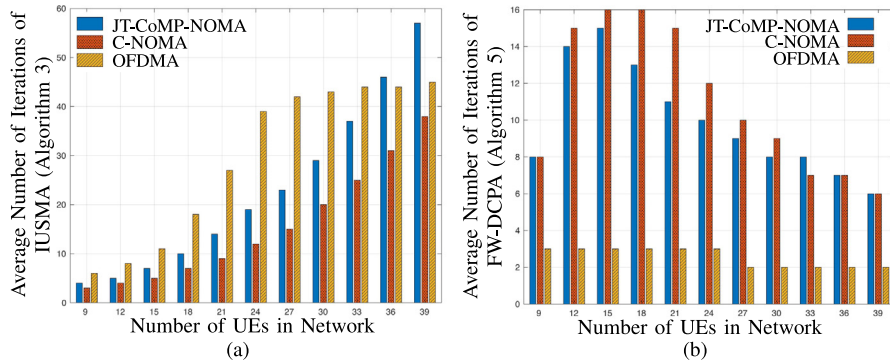 Average Number of Iterations of
IUSMA (Algorithm 3)
60
50
40
30
20
10
0
JT-CoMP-NOMA
C-NOMA
OFDMA
9 12 15 18 21 24 27 30 33 36 39
Number of UEs in Network
(a)
Average Number of Iterations of
FW-DCPA (Algorithm 5)
16
14
12
10
8
6
4
2
0
JT-CoMP-NOMA
C-NOMA
OFDMA
9 12 15 18 21 24 27 30 33 36 39
Number of UEs in Network
(b)